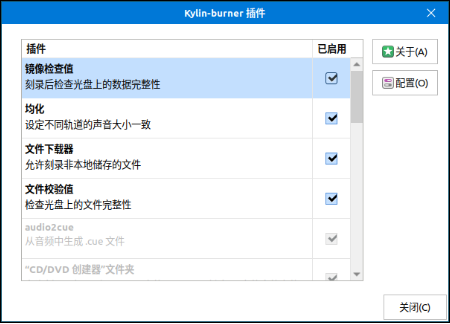 Kylin-burner 插件
插件 已启用
镜像检查值
刻录后检查光盘上的数据完整性
均化
设定不同轨道的声音大小一致
文件下载器
允许刻录非本地储存的文件
文件校验值
检查光盘上的文件完整性
audio2cue
从音频中生成 .cue 文件
"CD/DVD 创建器"文件夹
关于(A)
配置(O)
关闭(C)